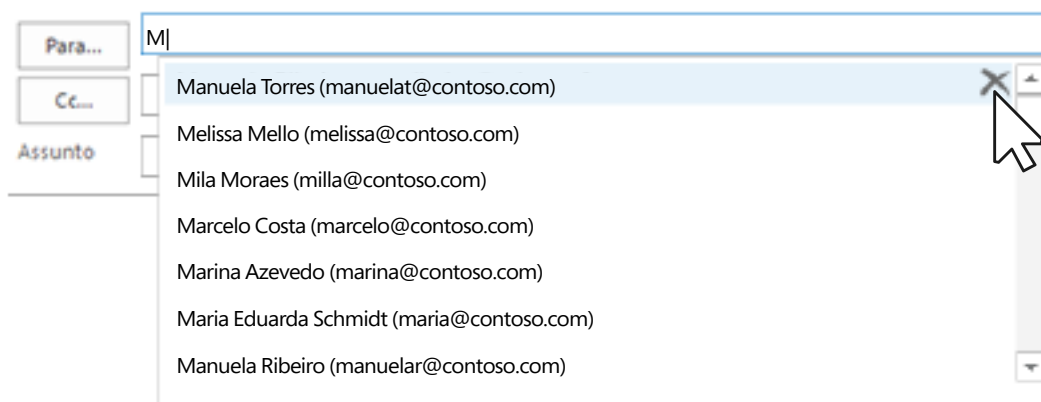 Para...
M
Cc...
Manuela Torres (manuelat@contoso.com)
Melissa Mello (melissa@contoso.com)
Assunto
Mila Moraes (milla@contoso.com)
Marcelo Costa (marcelo@contoso.com)
Marina Azevedo (marina@contoso.com)
Maria Eduarda Schmidt (maria@contoso.com)
Manuela Ribeiro (manuelar@contoso.com)